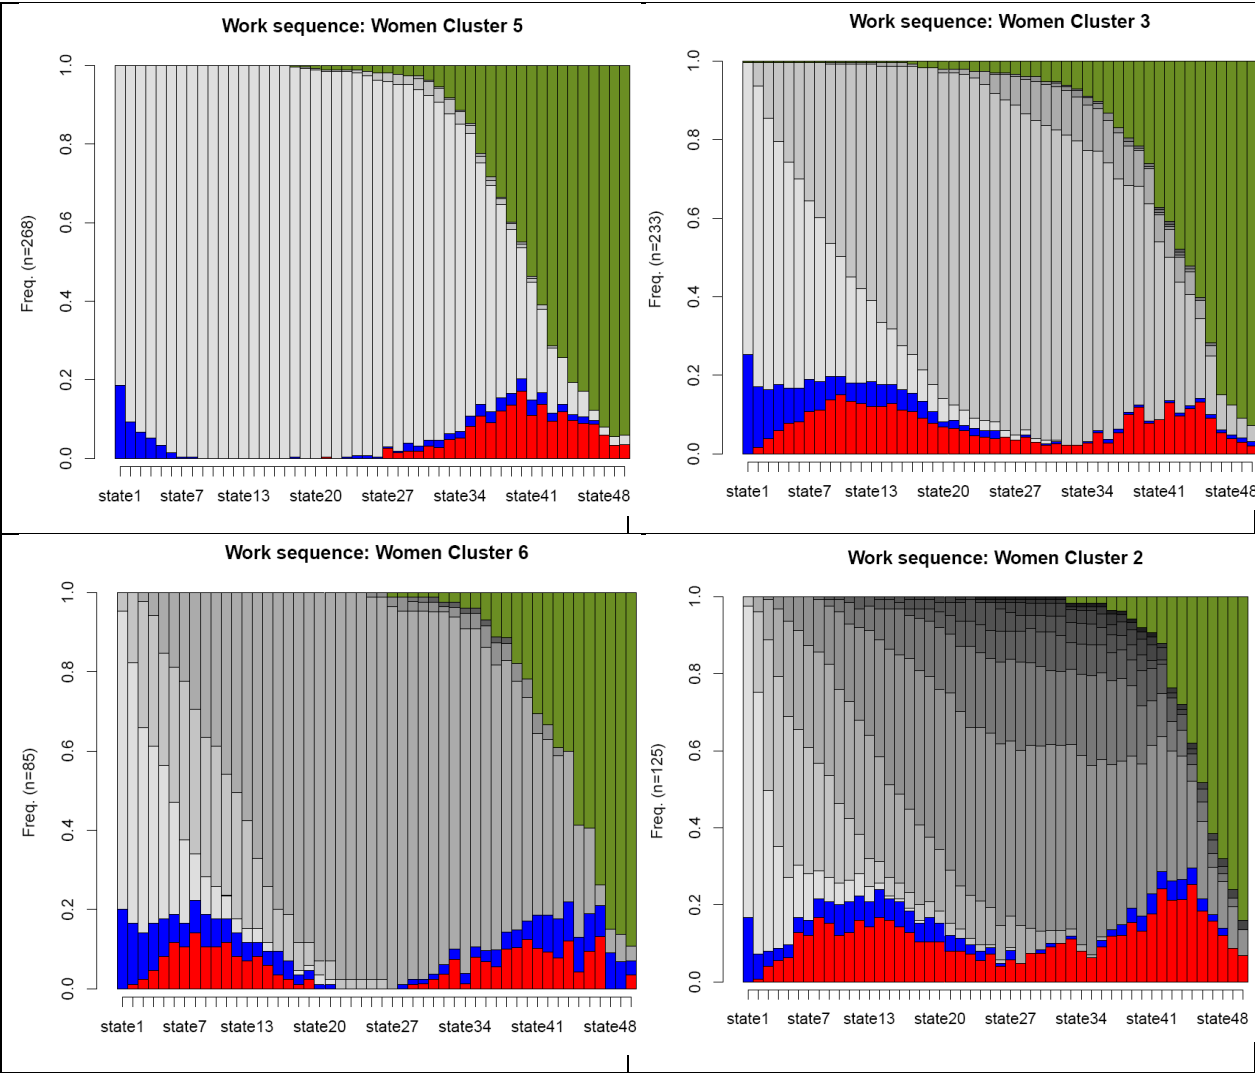 Work sequence: Women Cluster 5
Freq. (n=268)
0.0 0.2 0.4 0.6 0.8 1.0
state1 state7 state13 state20 state27 state34 state41 state48
Work sequence: Women Cluster 3
Freq. (n=233)
0.0 0.2 0.4 0.6 0.8 1.0
state1 state7 state13 state20 state27 state34 state41 state48
Work sequence: Women Cluster 6
Freq. (n=85)
0.0 0.2 0.4 0.6 0.8 1.0
state1 state7 state13 state20 state27 state34 state41 state48
Work sequence: Women Cluster 2
Freq. (n=125)
0.0 0.2 0.4 0.6 0.8 1.0
state1 state7 state13 state20 state27 state34 state41 state48